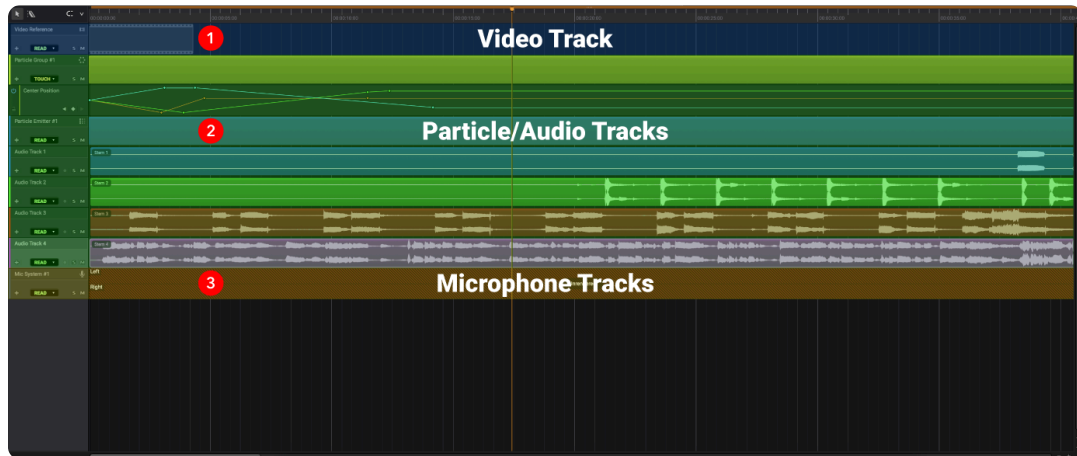 Video Reference
READ
1
Video Track
Particle Group #1
TOUCH
Center Position
Particle Emitter #1
READ
2
Particle/Audio Tracks
Audio Track 1
Stem 1
READ
Audio Track 2
Stem 2
READ
Audio Track 3
Stem 3
READ
Audio Track 4
Stem 4
READ
Mic System #1
Left
READ
Right
3
Microphone Tracks